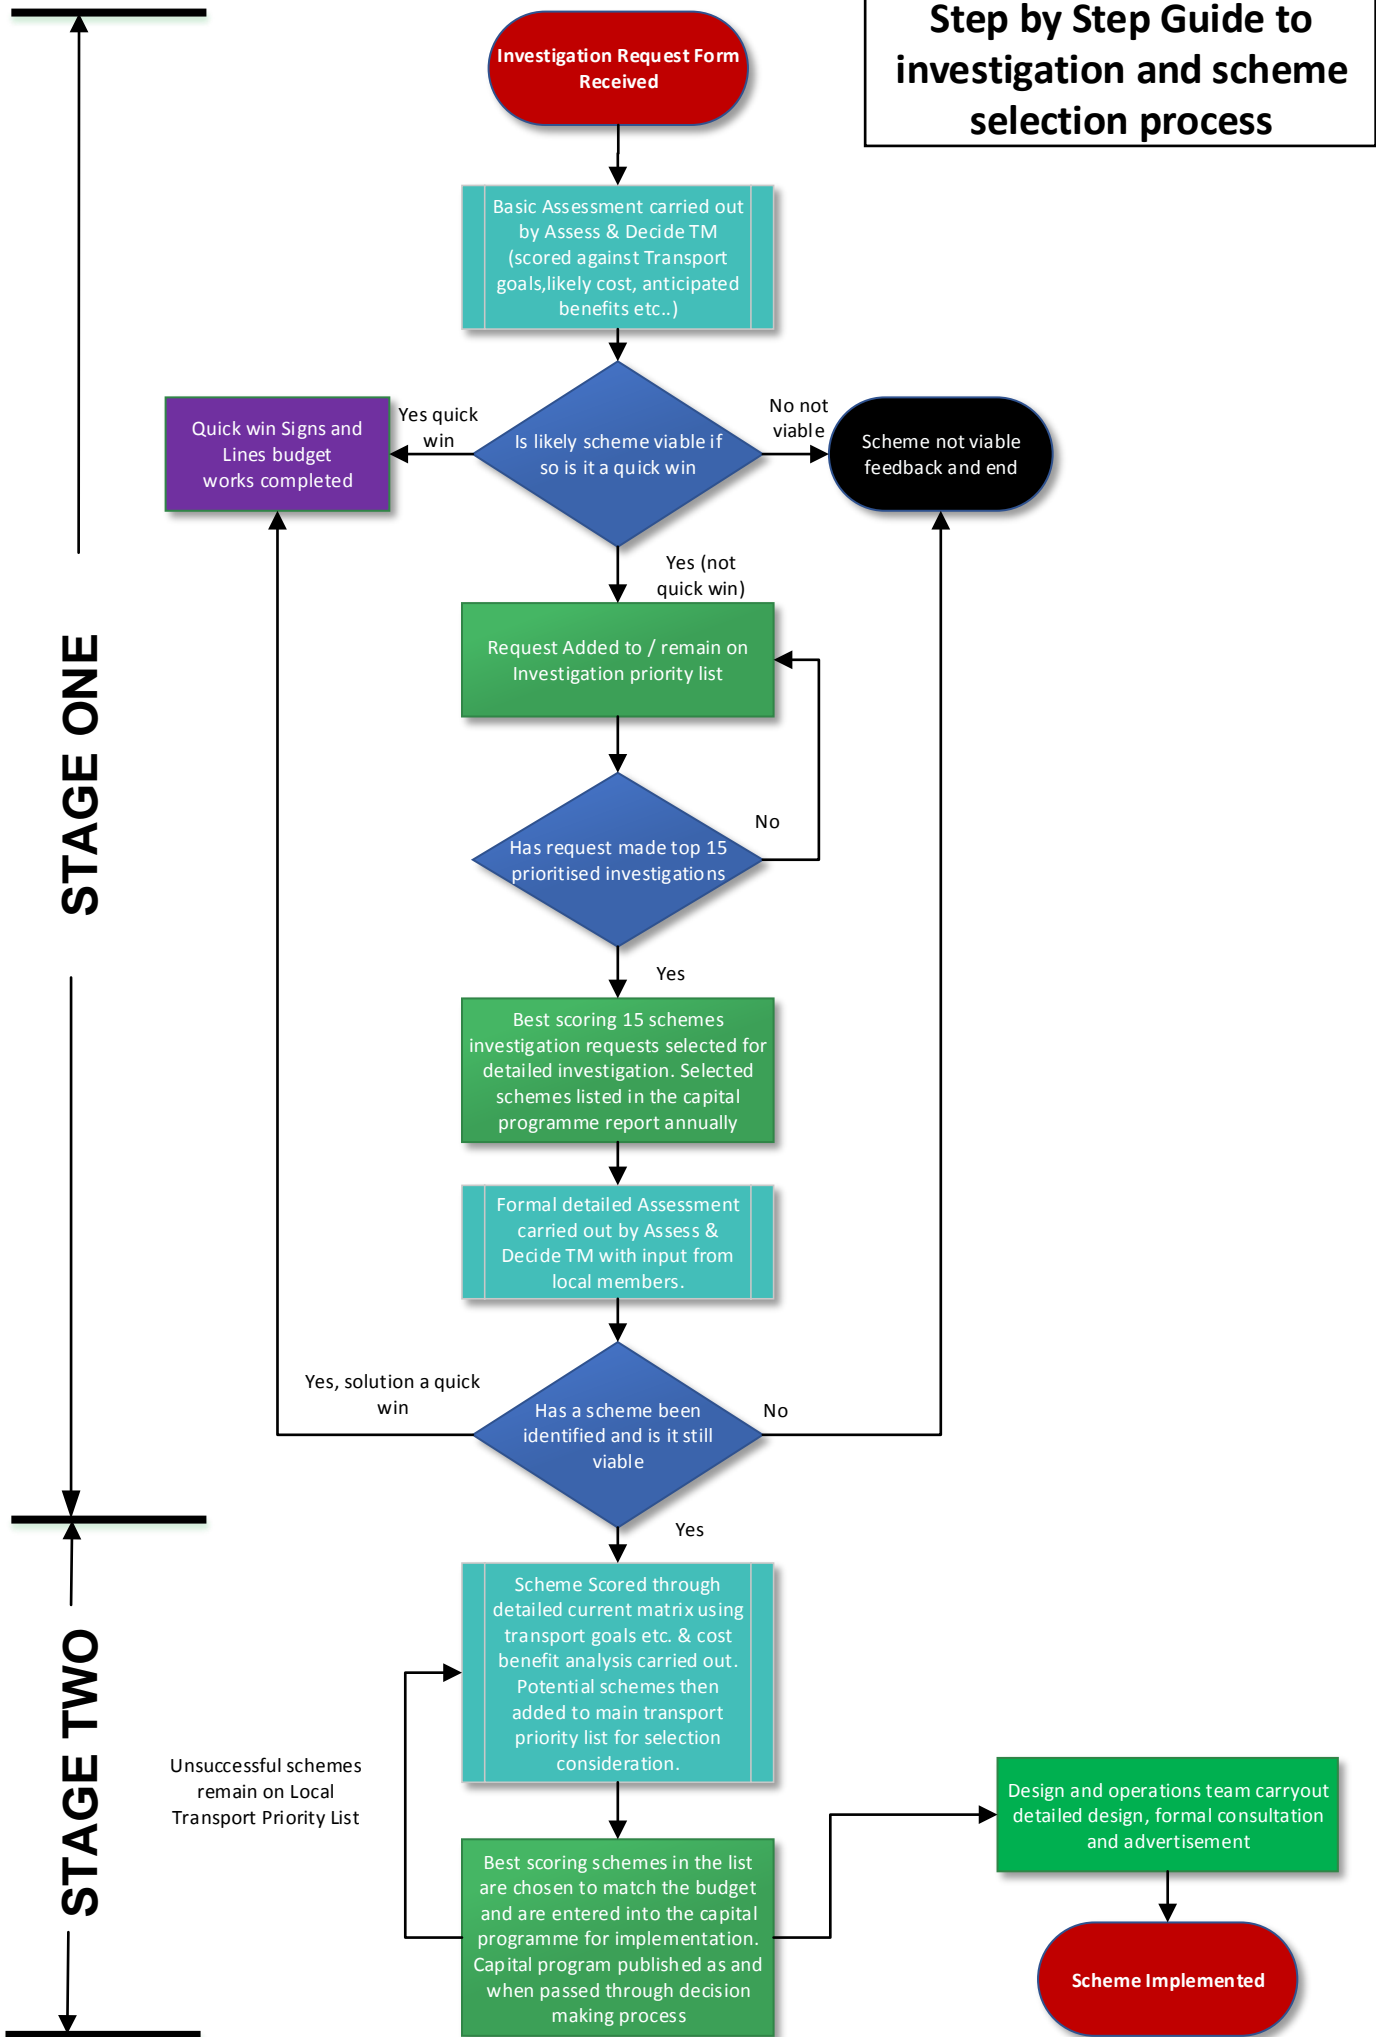 Step by Step Guide to
investigation and scheme
selection process
Investigation Request Form
Received
Basic Assessment carried out
by Assess & Decide TM
(scored against Transport
goals,likely cost, anticipated
benefits etc..)
Yes quick
win
No not
viable
Quick win Signs and
Lines budget
works completed
Is likely scheme viable if
so is it a quick win
Scheme not viable
feedback and end
Yes (not
quick win)
Request Added to / remain on
Investigation priority list
STAGE ONE
No
Has request made top 15
prioritised investigations
Yes
Best scoring 15 schemes
investigation requests selected for
detailed investigation. Selected
schemes listed in the capital
programme report annually
Formal detailed Assessment
carried out by Assess &
Decide TM with input from
local members.
Yes, solution a quick
win
No
Has a scheme been
identified and is it still
viable
Yes
Scheme Scored through
detailed current matrix using
transport goals etc. & cost
benefit analysis carried out.
Potential schemes then
added to main transport
priority list for selection
consideration.
STAGE TWO
Unsuccessful schemes
remain on Local
Transport Priority List
Design and operations team carryout
detailed design, formal consultation
and advertisement
Best scoring schemes in the list
are chosen to match the budget
and are entered into the capital
programme for implementation.
Capital program published as and
when passed through decision
making process
Scheme Implemented